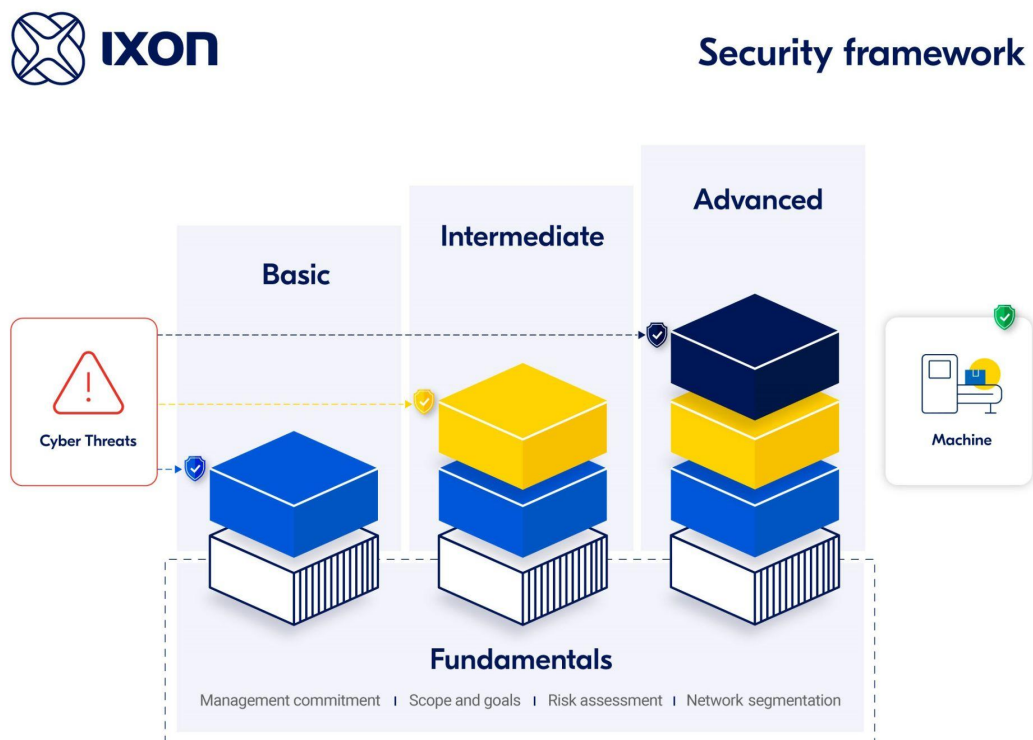 IXON
Security framework
Advanced
Intermediate
Basic
Cyber Threats
Machine
Fundamentals
Management commitment | Scope and goals | Risk assessment | Network segmentation